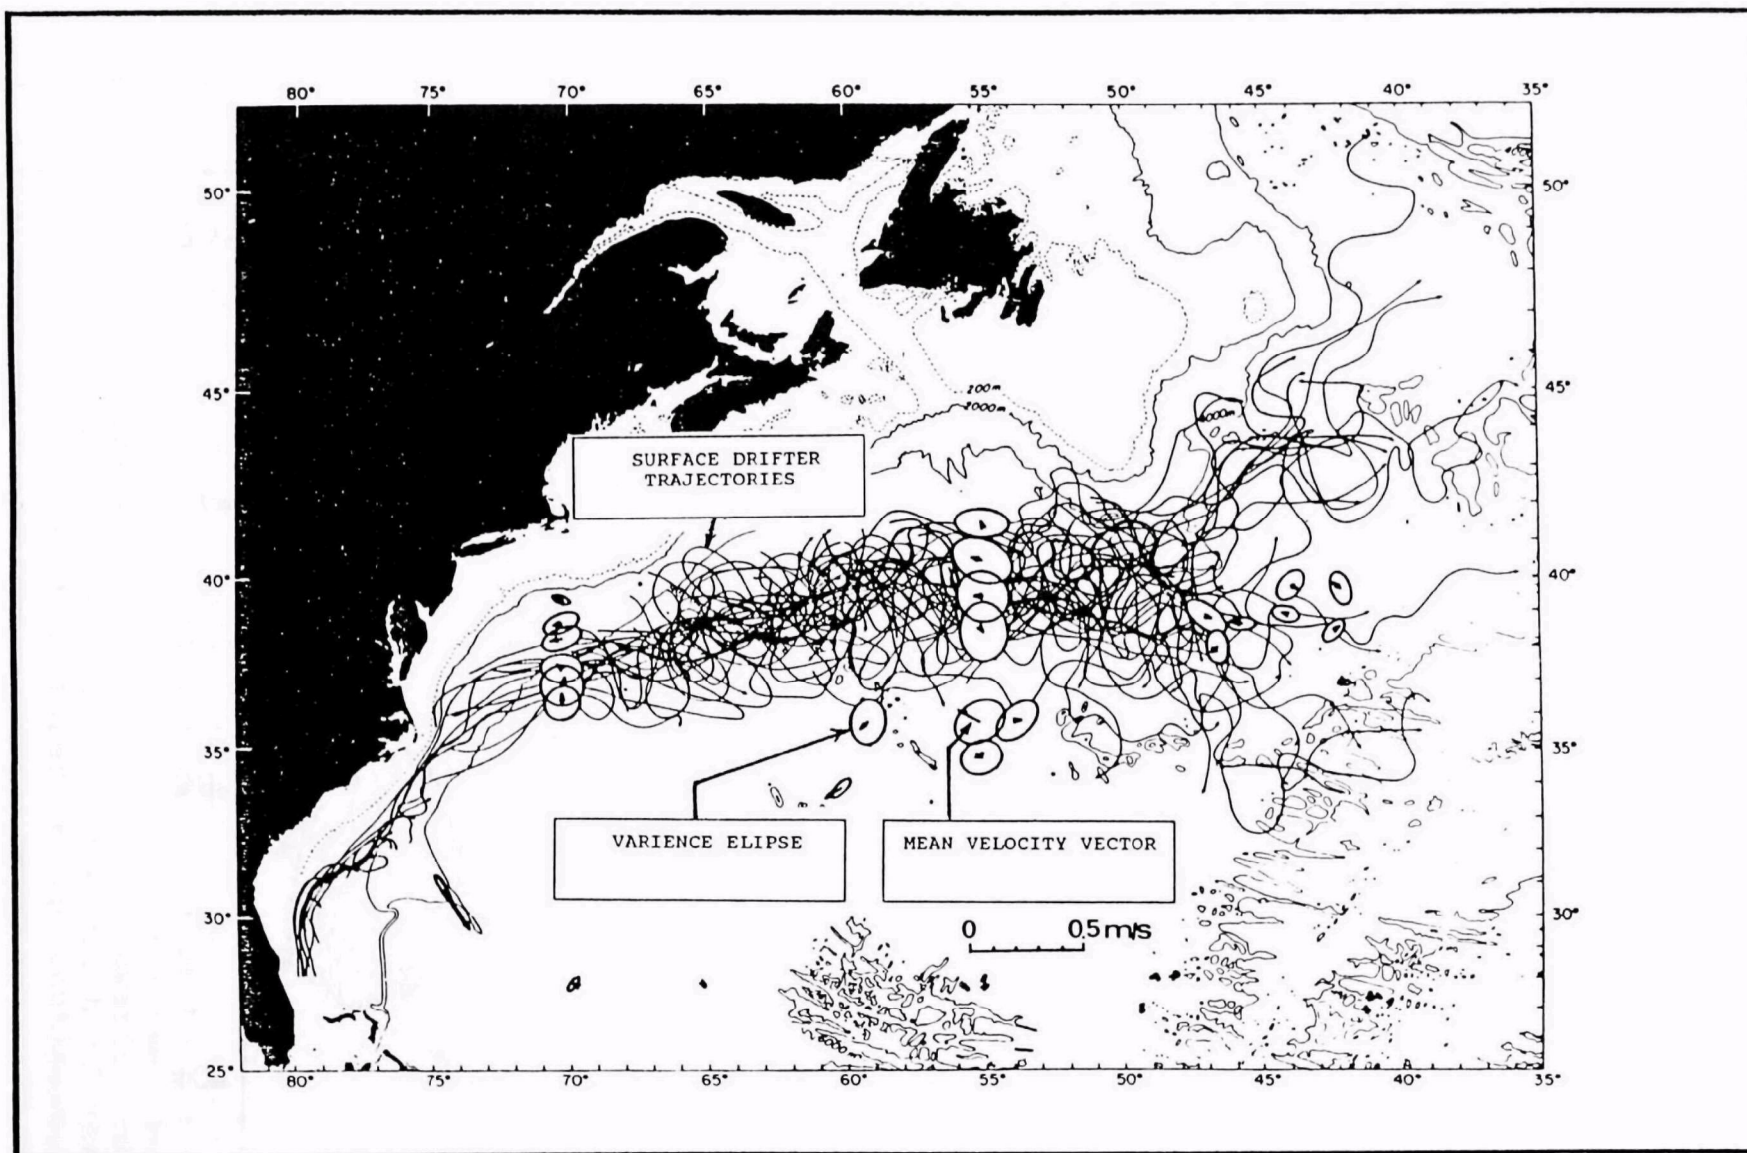 80° 75° 70° 65° 60° 55° 50° 45° 40° 35°
50° 50°
200m
2000m
45° 45°
4000m
SURFACE DRIFTER
TRAJECTORIES
40° 40°
35° 35°
VARIENCE ELIPSE
MEAN VELOCITY VECTOR
30° 30°
0 0.5 m/s
25°
80° 75° 70° 65° 60° 55° 50° 45° 40° 35°